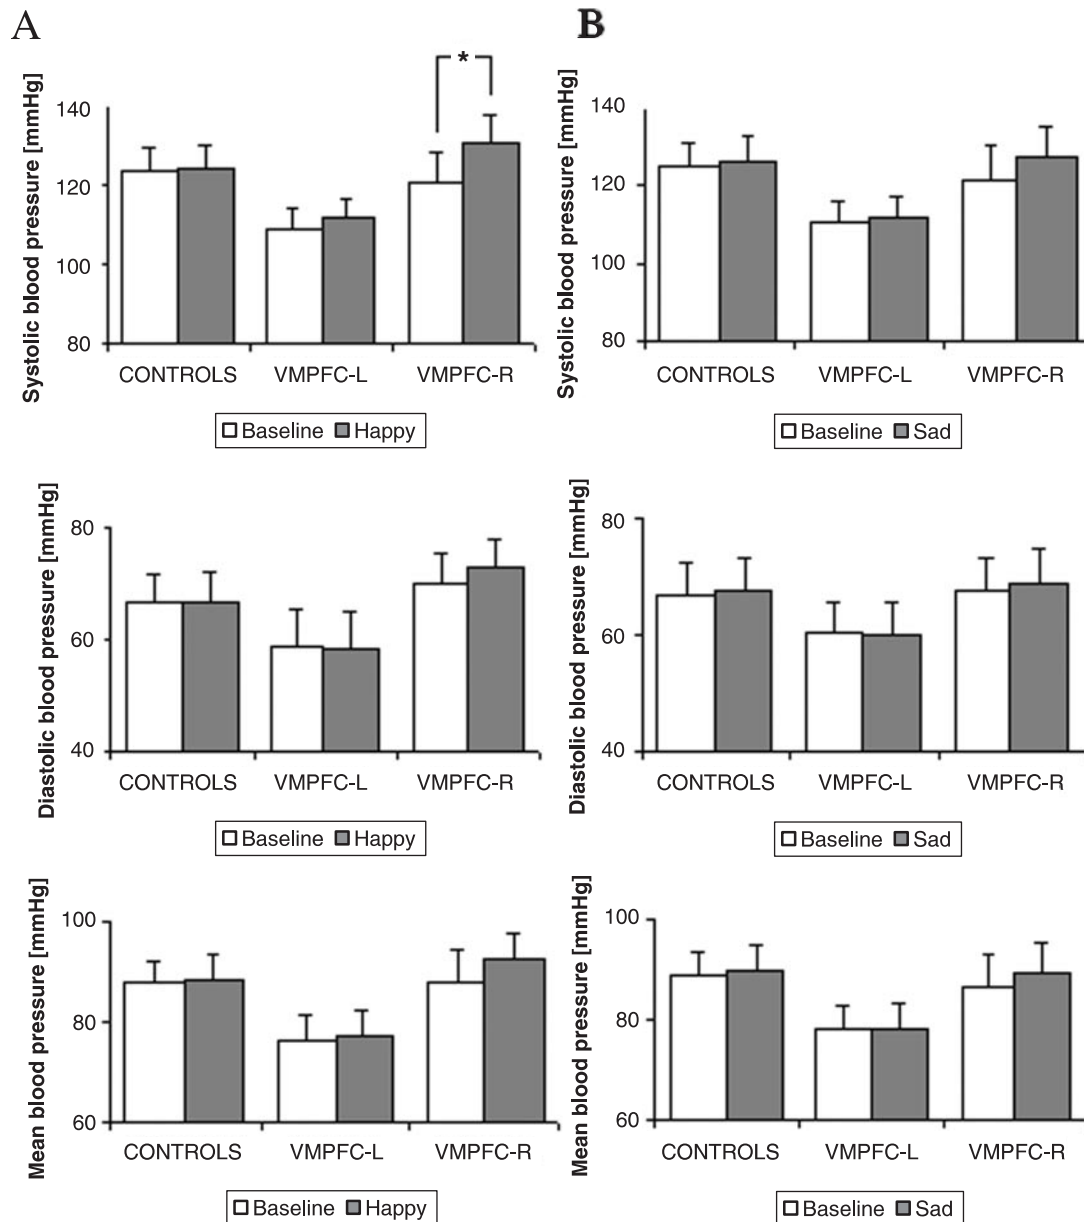 A
Systolic blood pressure [mmHg]
140
120
100
80
*
CONTROLS VMPFC-L VMPFC-R
Baseline Happy
B
Systolic blood pressure [mmHg]
140
120
100
80
CONTROLS VMPFC-L VMPFC-R
Baseline Sad
Diastolic blood pressure [mmHg]
80
60
40
CONTROLS VMPFC-L VMPFC-R
Baseline Happy
Diastolic blood pressure [mmHg]
80
60
40
CONTROLS VMPFC-L VMPFC-R
Baseline Sad
Mean blood pressure [mmHg]
100
80
60
CONTROLS VMPFC-L VMPFC-R
Baseline Happy
Mean blood pressure [mmHg]
100
80
60
CONTROLS VMPFC-L VMPFC-R
Baseline Sad